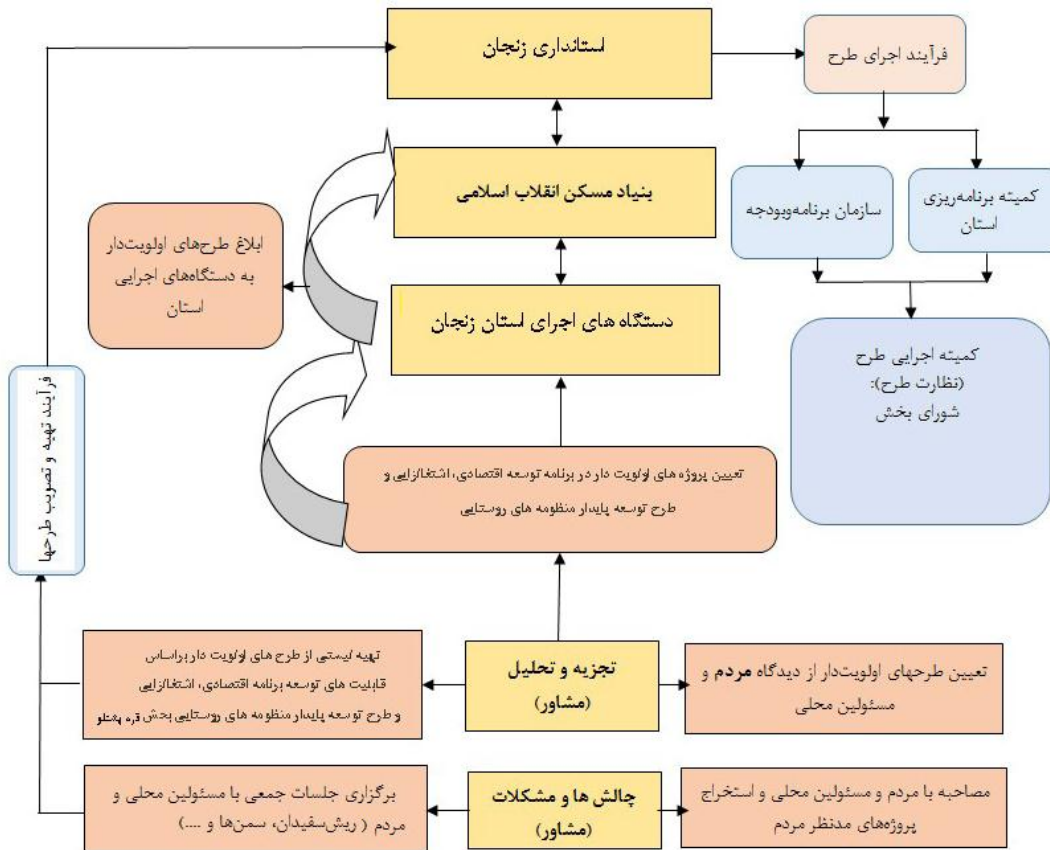 استانداری زنجان
فرآیند اجرای طرح
بنیاد مسکن انقلاب اسلامی
سازمان برنامه‌وبودجه
کمیته برنامه‌ریزی
استان
ابلاغ طرح‌های اولویت‌دار
به دستگاه‌های اجرایی
استان
دستگاه های اجرای استان زنجان
کمیته اجرایی طرح
(نظارت طرح):
شورای بخش
فرآیند تهیه و تصویب طرحها
تعیین پروژه های اولویت دار در برنامه توسعه اقتصادی، اشتغالزایی و
طرح توسعه پایدار منظومه های روستایی
تعیین طرحهای اولویت‌دار از دیدگاه مردم و
مسئولین محلی
تجزیه و تحلیل
(مشاور)
تهیه لیستی از طرح های اولویت دار براساس
قابلیت های توسعه برنامه اقتصادی، اشتغالزایی
و طرح توسعه پایدار منظومه های روستایی بخش قره پشتلو
مصاحبه با مردم و مسئولین محلی و استخراج
پروژه‌های مدنظر مردم
چالش ها و مشکلات
(مشاور)
برگزاری جلسات جمعی با مسئولین محلی و
مردم ( ریش‌سفیدان، سمن‌ها و ....)